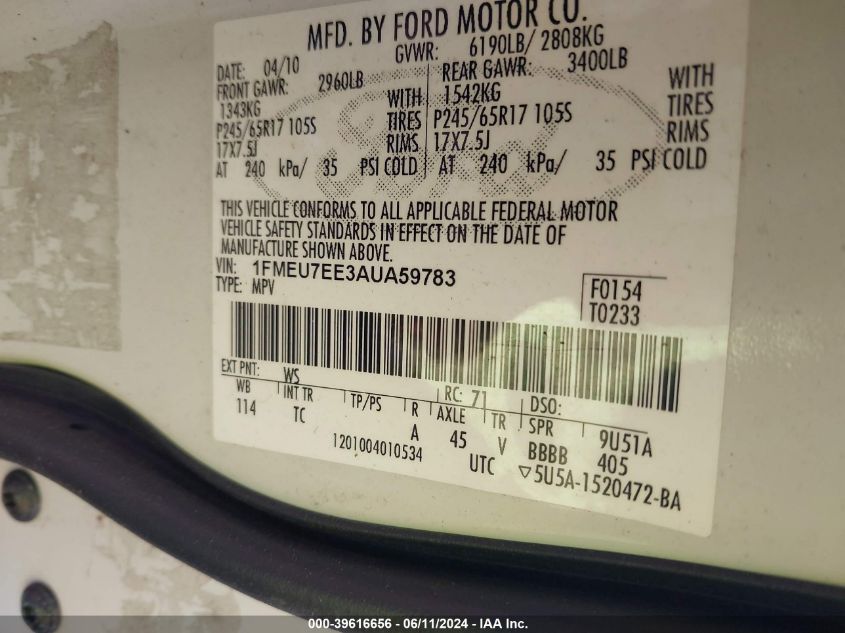 MFD. BY FORD MOTOR CO.
DATE: 04/10 GVWR: 6190LB/ 2808KG
FRONT GAWR: 2960LB REAR GAWR: 3400LB
1343KG WITH 1542KG WITH
P245/65R17 105S TIRES P245/65R17 105S TIRES
17X7.5J RIMS 17X7.5J RIMS
AT 240 kPa/ 35 PSI COLD AT 240 kPa/ 35 PSI COLD
THIS VEHICLE CONFORMS TO ALL APPLICABLE FEDERAL MOTOR
VEHICLE SAFETY STANDARDS IN EFFECT ON THE DATE OF
MANUFACTURE SHOWN ABOVE.
VIN: 1FMEU7EE3AUA59783
TYPE: MPV
F0154
T0233
EXT PNT: WS RC: 71 DSO:
WB INT TR TP/PS R AXLE TR SPR 9U51A
114 TC A 45 V BBBB 405
1201004010534 UTC ▽5U5A-1520472-BA
000-39616656 - 06/11/2024 - IAA Inc.